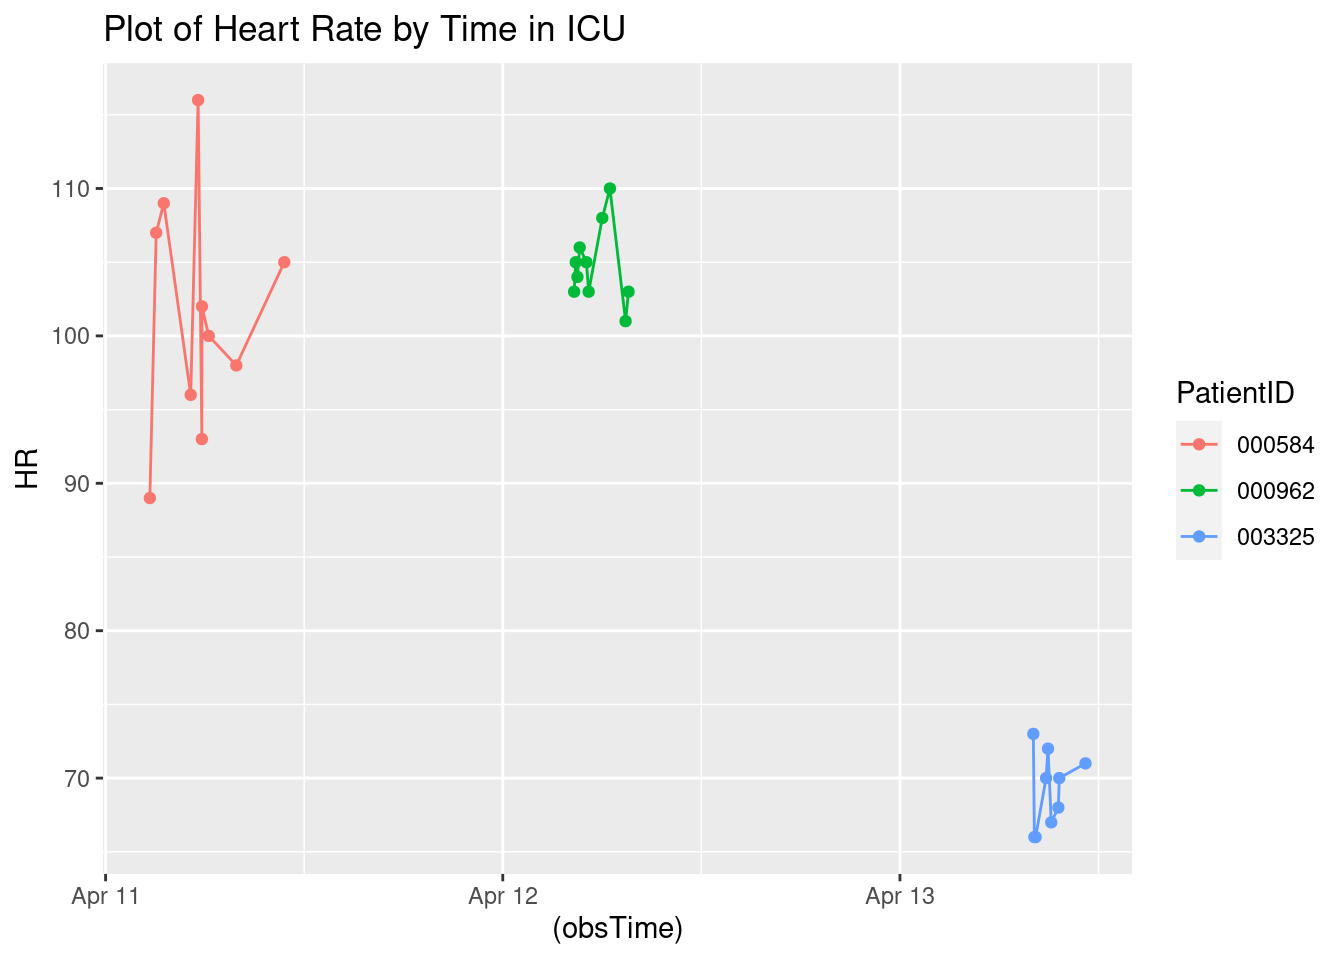 Plot of Heart Rate by Time in ICU
110
100
90
80
70
HR
Apr 11
Apr 12
Apr 13
(obsTime)
PatientID
000584
000962
003325